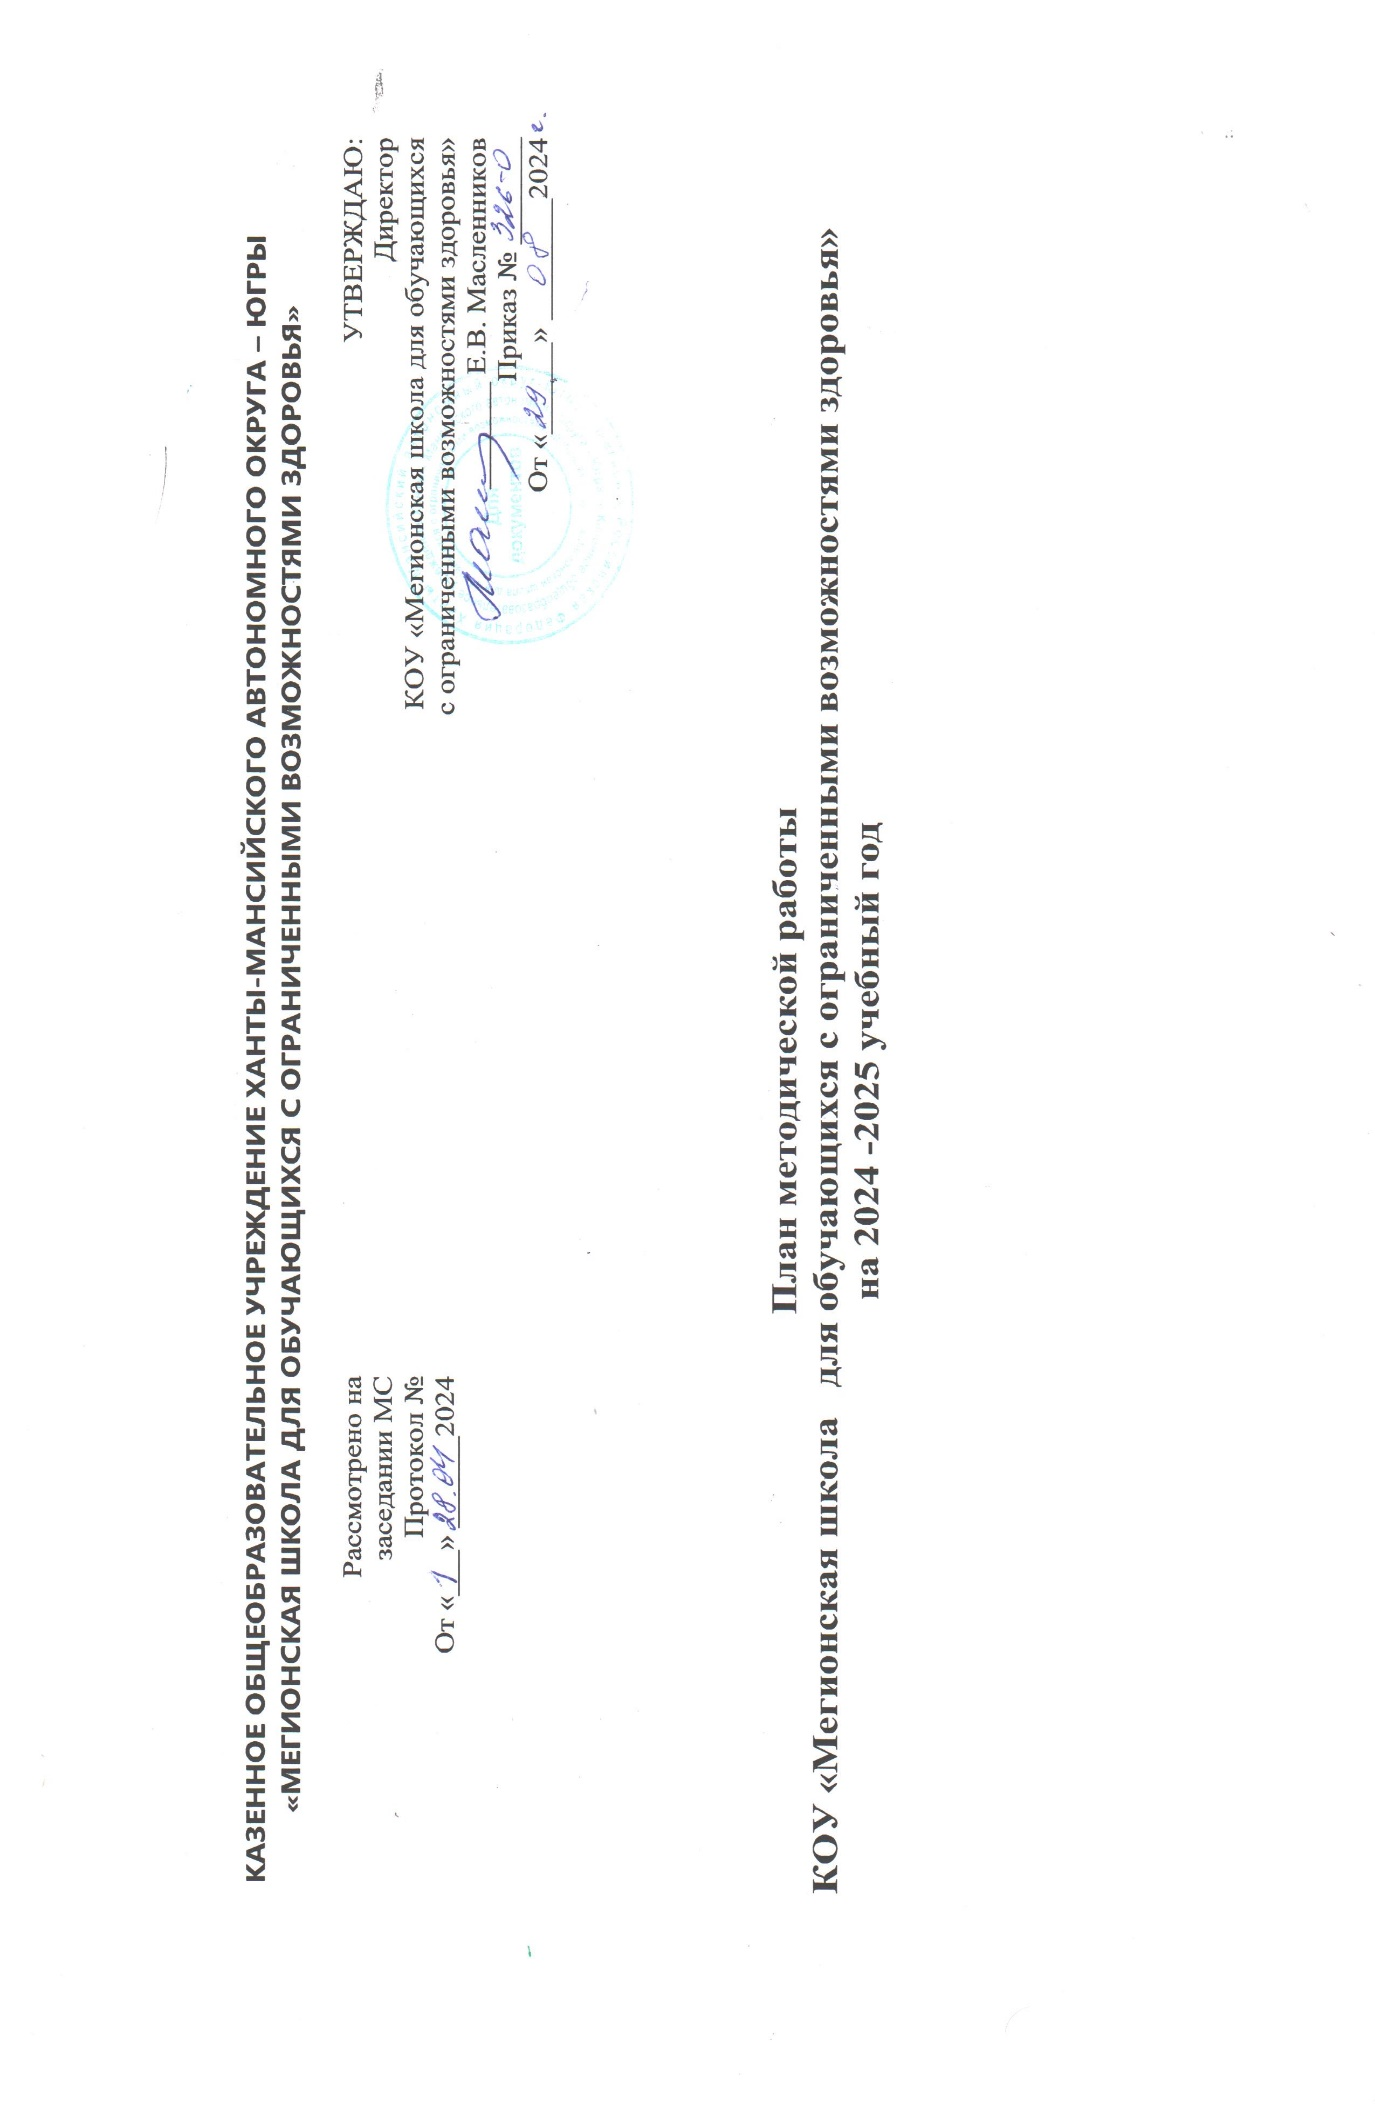 КАЗЕННОЕ ОБЩЕОБРАЗОВАТЕЛЬНОЕ УЧРЕЖДЕНИЕ ХАНТЫ-МАНСИЙСКОГО АВТОНОМНОГО ОКРУГА – ЮГРЫ
«МЕГИОНСКАЯ ШКОЛА ДЛЯ ОБУЧАЮЩИХСЯ С ОГРАНИЧЕННЫМИ ВОЗМОЖНОСТЯМИ ЗДОРОВЬЯ»
Рассмотрено на
заседании МС
Протокол №
От «1» 28.04 2024
УТВЕРЖДАЮ:
Директор
КОУ «Мегионская школа для обучающихся
с ограниченными возможностями здоровья»
Е.В. Масленников
Приказ № 326-О
От «29» 08 2024 г.
Для
документов
План методической работы
КОУ «Мегионская школа для обучающихся с ограниченными возможностями здоровья»
на 2024 -2025 учебный год